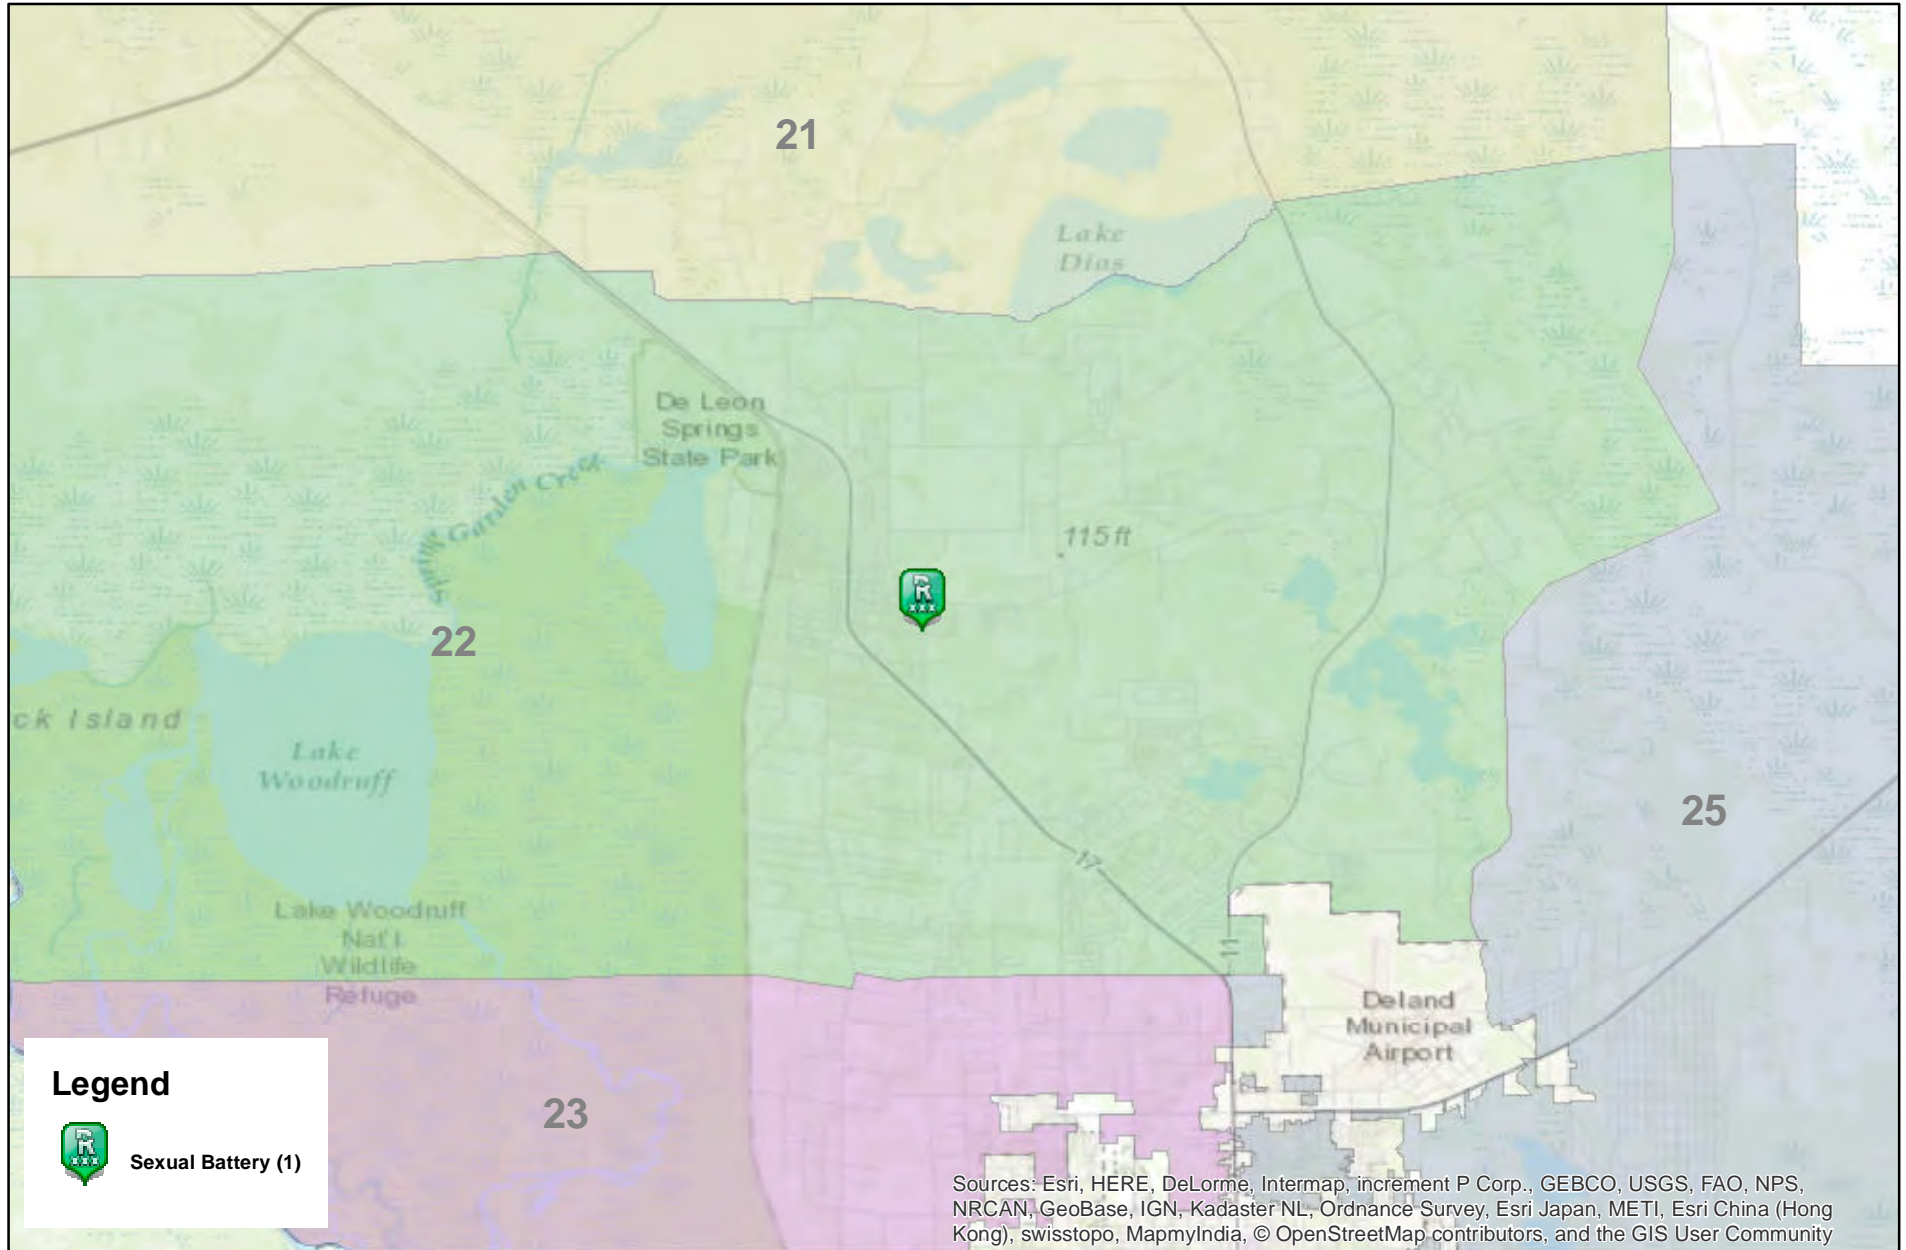 21
Lake
Dias
De Leon
Springs
State Park
Spring Garden Creek
115 ft
22
ck Island
Lake
Woodruff
25
17
Lake Woodruff
Nat'l
Wildlife
Refuge
11
Deland
Municipal
Airport
23
Legend
R
XXX
Sexual Battery (1)
Sources: Esri, HERE, DeLorme, Intermap, increment P Corp., GEBCO, USGS, FAO, NPS,
NRCAN, GeoBase, IGN, Kadaster NL, Ordnance Survey, Esri Japan, METI, Esri China (Hong
Kong), swisstopo, MapmyIndia, © OpenStreetMap contributors, and the GIS User Community